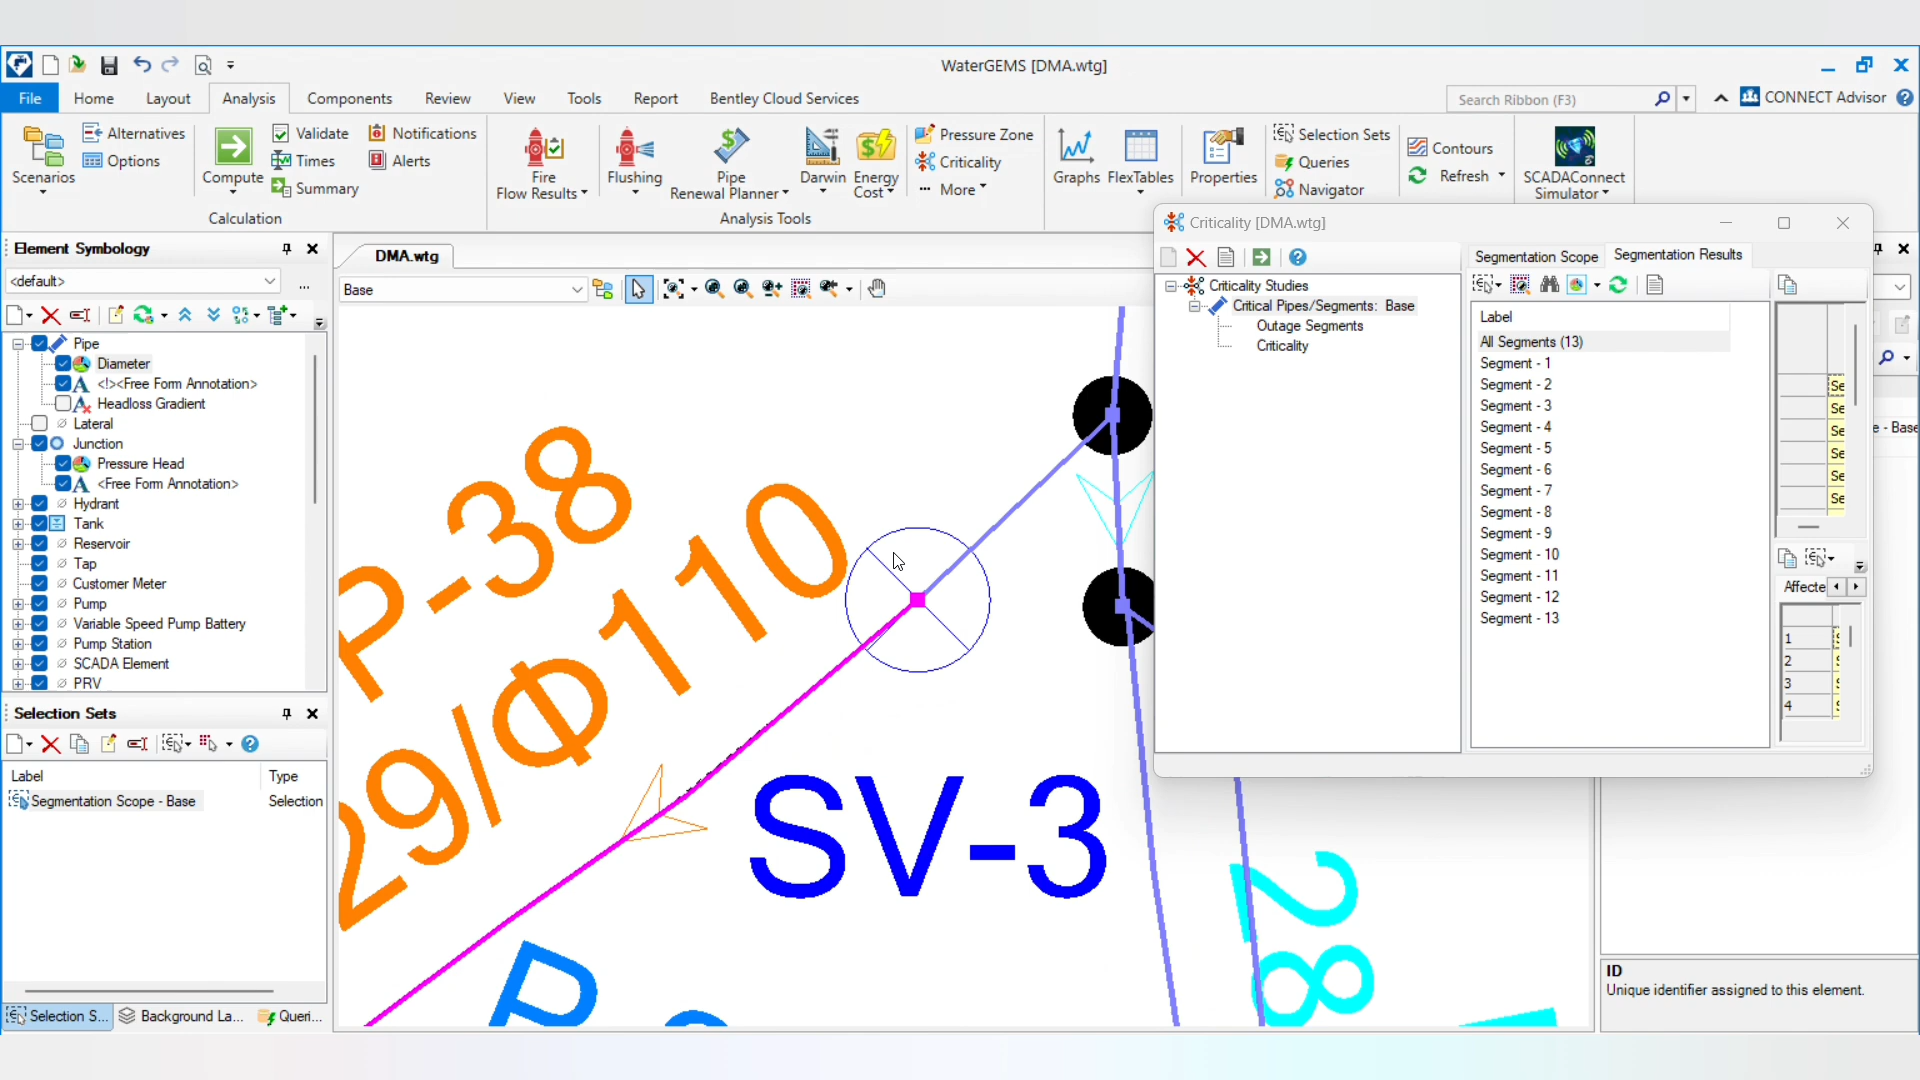 WaterGEMS [DMA.wtg]
File Home Layout Analysis Components Review View Tools Report Bentley Cloud Services
Search Ribbon (F3)
CONNECT Advisor
Scenarios
Alternatives
Options
Compute
Validate
Times
Summary
Notifications
Alerts
Calculation
Fire
Flow Results
Flushing
Pipe
Renewal Planner
Darwin
Energy
Cost
Pressure Zone
Criticality
More
Analysis Tools
Graphs
FlexTables
Properties
Selection Sets
Queries
Navigator
Contours
Refresh
SCADAConnect
Simulator
Element Symbology
<default>
...
Pipe
Diameter
<!><Free Form Annotation>
Headloss Gradient
Lateral
Junction
Pressure Head
<Free Form Annotation>
Hydrant
Tank
Reservoir
Tap
Customer Meter
Pump
Variable Speed Pump Battery
Pump Station
SCADA Element
PRV
Selection Sets
Label Type
Segmentation Scope - Base Selection
Selection S...
Background La...
Queri...
DMA.wtg
Base
P-38
29/Φ110
SV-3
P
28
Criticality [DMA.wtg]
Criticality Studies
Critical Pipes/Segments: Base
Outage Segments
Criticality
Segmentation Scope
Segmentation Results
Label
All Segments (13)
Segment - 1
Segment - 2
Segment - 3
Segment - 4
Segment - 5
Segment - 6
Segment - 7
Segment - 8
Segment - 9
Segment - 10
Segment - 11
Segment - 12
Segment - 13
Se
Se
Se
Se
Se
Se
Affecte
1
2
3
4
e - Base
ID
Unique identifier assigned to this element.